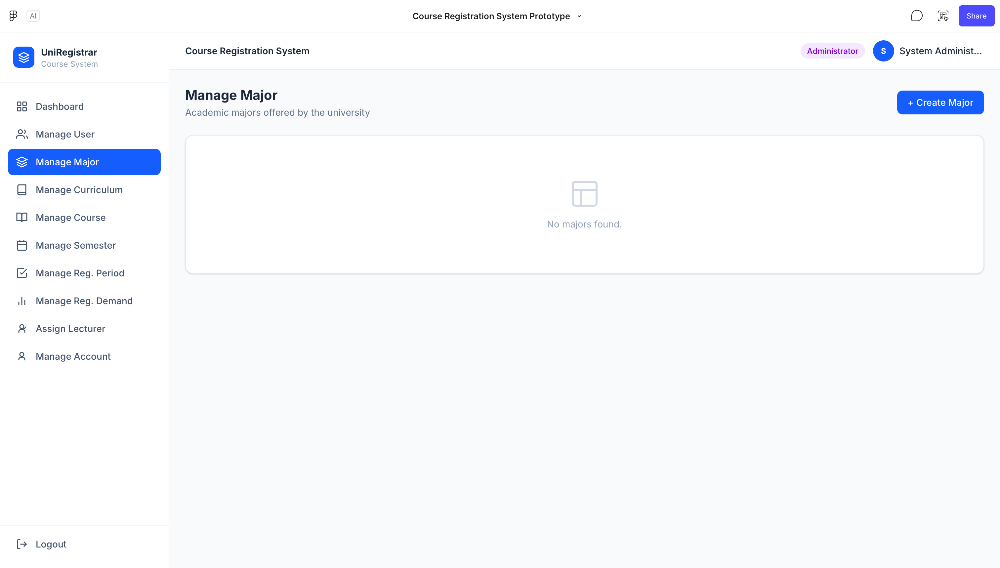 AI
Course Registration System Prototype
Share
UniRegistrar
Course System
Course Registration System
Administrator
S
System Administ...
Dashboard
Manage User
Manage Major
Manage Curriculum
Manage Course
Manage Semester
Manage Reg. Period
Manage Reg. Demand
Assign Lecturer
Manage Account
Logout
Manage Major
Academic majors offered by the university
+ Create Major
No majors found.